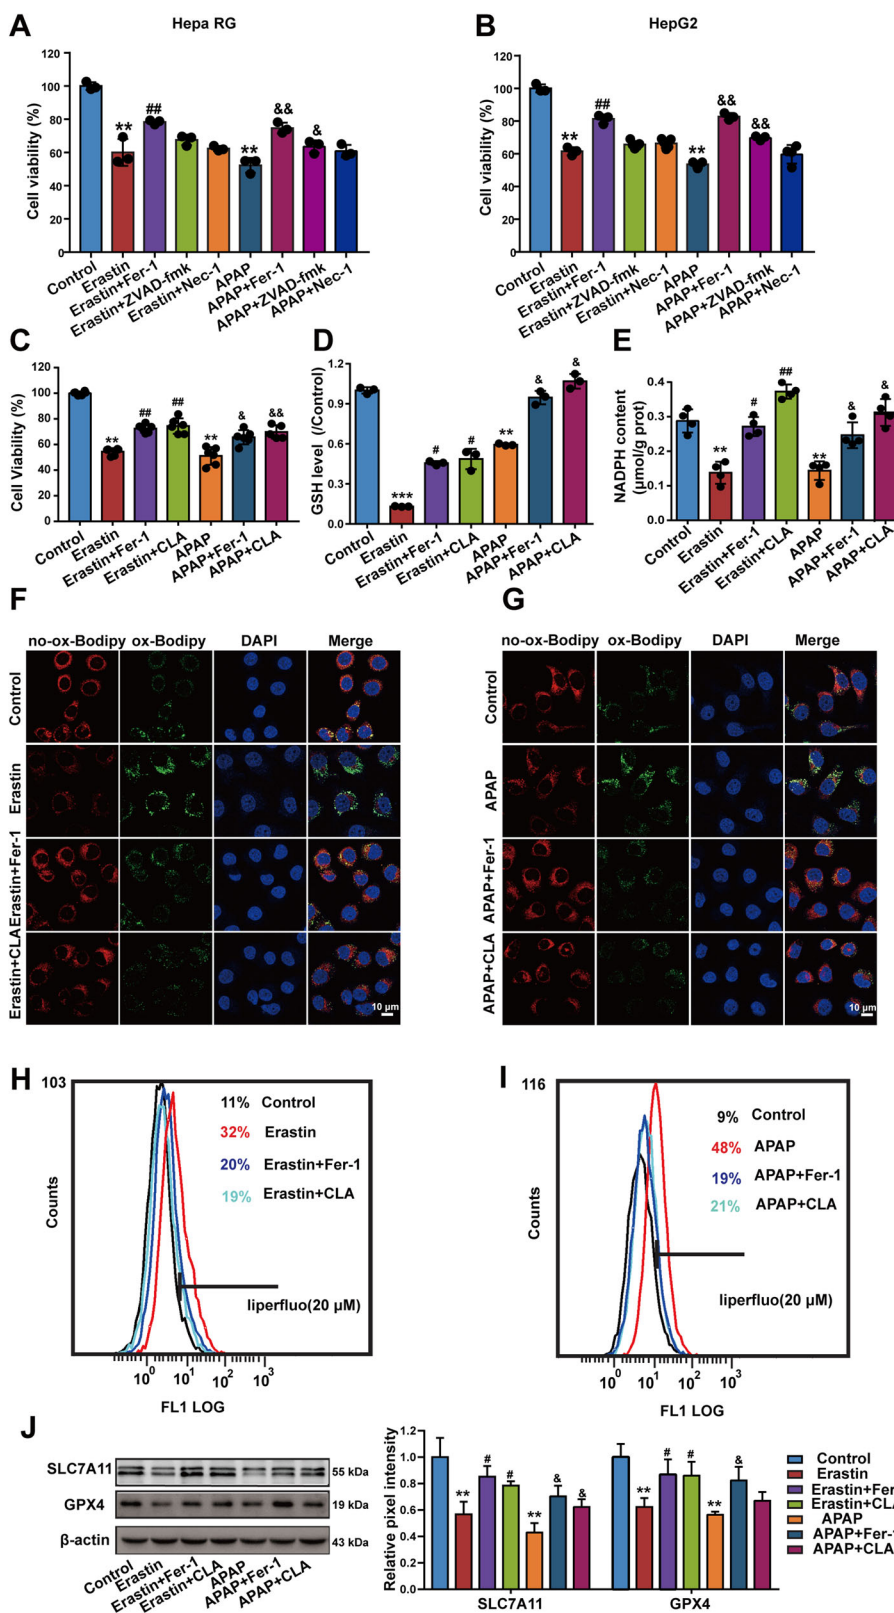 A
Hepa RG
Cell viability (%)
120
100
80
60
40
20
0
**
##
**
&&
&
Control
Erastin
Erastin+Fer-1
Erastin+ZVAD-fmk
Erastin+Nec-1
APAP
APAP+Fer-1
APAP+ZVAD-fmk
APAP+Nec-1
B
HepG2
Cell viability (%)
120
100
80
60
40
20
0
**
##
**
&&
&&
Control
Erastin
Erastin+Fer-1
Erastin+ZVAD-fmk
Erastin+Nec-1
APAP
APAP+Fer-1
APAP+ZVAD-fmk
APAP+Nec-1
C
Cell Viability (%)
120
100
80
60
40
20
0
**
##
##
**
&
&&
Control
Erastin
Erastin+Fer-1
Erastin+CLA
APAP
APAP+Fer-1
APAP+CLA
D
GSH level (/Control)
1.2
0.9
0.6
0.3
0.0
***
#
#
**
&
&
Control
Erastin
Erastin+Fer-1
Erastin+CLA
APAP
APAP+Fer-1
APAP+CLA
E
NADPH content
(μmol/g prot)
0.4
0.3
0.2
0.1
0.0
**
#
##
**
&
&
Control
Erastin
Erastin+Fer-1
Erastin+CLA
APAP
APAP+Fer-1
APAP+CLA
F
no-ox-Bodipy ox-Bodipy DAPI Merge
Control
Erastin
Erastin+Fer-1
Erastin+CLA
10 μm
G
no-ox-Bodipy ox-Bodipy DAPI Merge
Control
APAP
APAP+Fer-1
APAP+CLA
10 μm
H
103
Counts
11% Control
32% Erastin
20% Erastin+Fer-1
19% Erastin+CLA
liperfluo(20 μM)
10⁰ 10¹ 10² 10³
FL1 LOG
I
116
Counts
9% Control
48% APAP
19% APAP+Fer-1
21% APAP+CLA
liperfluo(20 μM)
10⁰ 10¹ 10² 10³
FL1 LOG
J
SLC7A11 55 kDa
GPX4 19 kDa
β-actin 43 kDa
Control
Erastin
Erastin+Fer-1
Erastin+CLA
APAP
APAP+Fer-1
APAP+CLA
Relative pixel intensity
1.2
1.0
0.8
0.6
0.4
0.2
0.0
**
#
#
**
&
&
**
#
#
**
&
SLC7A11 GPX4
Control
Erastin
Erastin+Fer
Erastin+CLA
APAP
APAP+Fer-
APAP+CLA